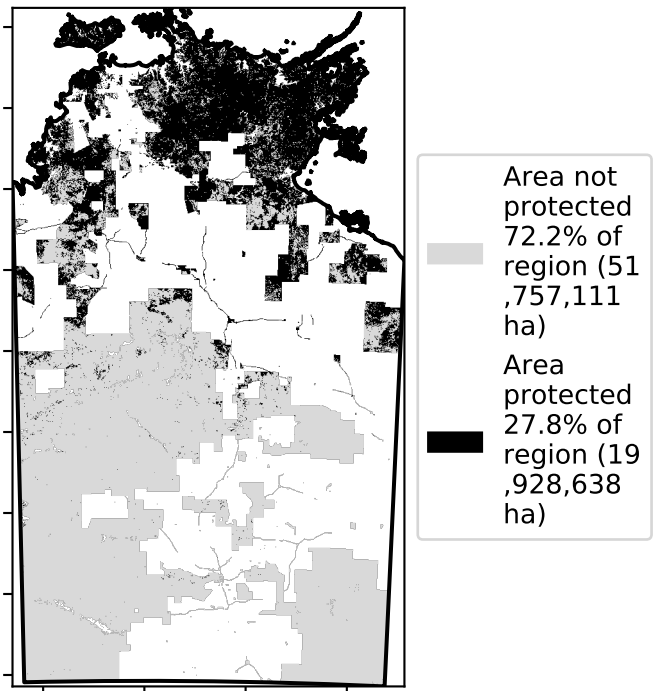 Area not
protected
72.2% of
region (51
,757,111
ha)
Area
protected
27.8% of
region (19
,928,638
ha)